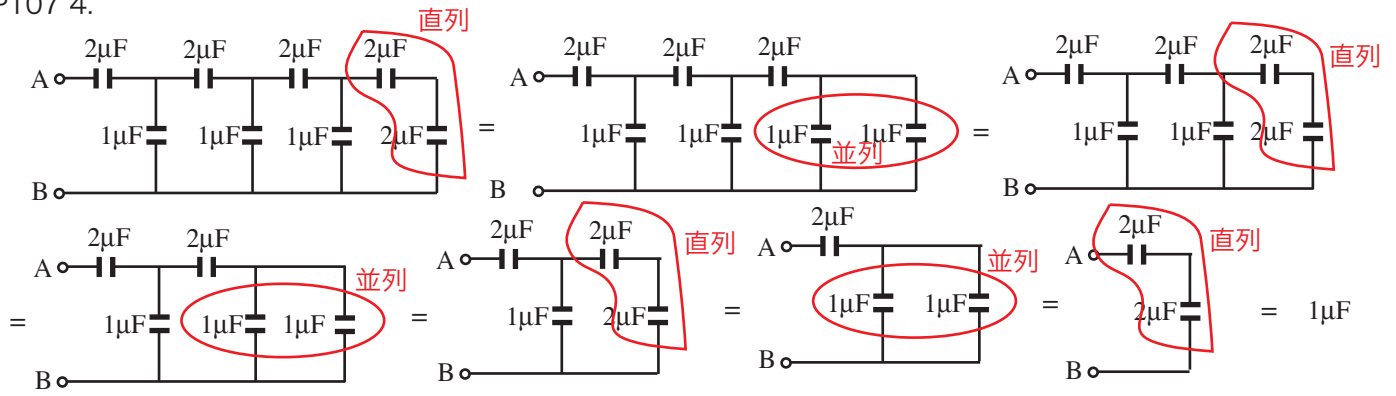 P107 4.
直列
2μF 2μF 2μF 2μF
A
1μF 1μF 1μF 2μF
B
=
2μF 2μF 2μF
A
1μF 1μF 1μF 1μF
並列
B
=
直列
2μF 2μF 2μF
A
1μF 1μF 2μF
B
=
2μF 2μF
A
並列
1μF 1μF 1μF
B
=
2μF 2μF
直列
A
1μF 2μF
B
=
2μF
A
並列
1μF 1μF
B
=
2μF
直列
A
2μF
B
= 1μF